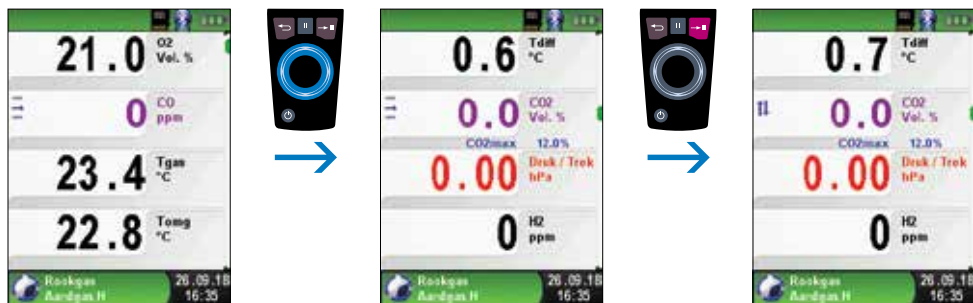 21.0 O2 Vol. %
0 CO ppm
23.4 Tgas °C
22.8 Tomg °C
Rookgas 26.09.18
Aardgas H 16:35
0.6 Tdiff °C
0.0 CO2 Vol. %
CO2max 12.0%
0.00 Druk / Trek hPa
0 H2 ppm
Rookgas 26.09.18
Aardgas H 16:35
0.7 Tdiff °C
0.0 CO2 Vol. %
CO2max 12.0%
0.00 Druk / Trek hPa
0 H2 ppm
Rookgas 26.09.18
Aardgas H 16:35